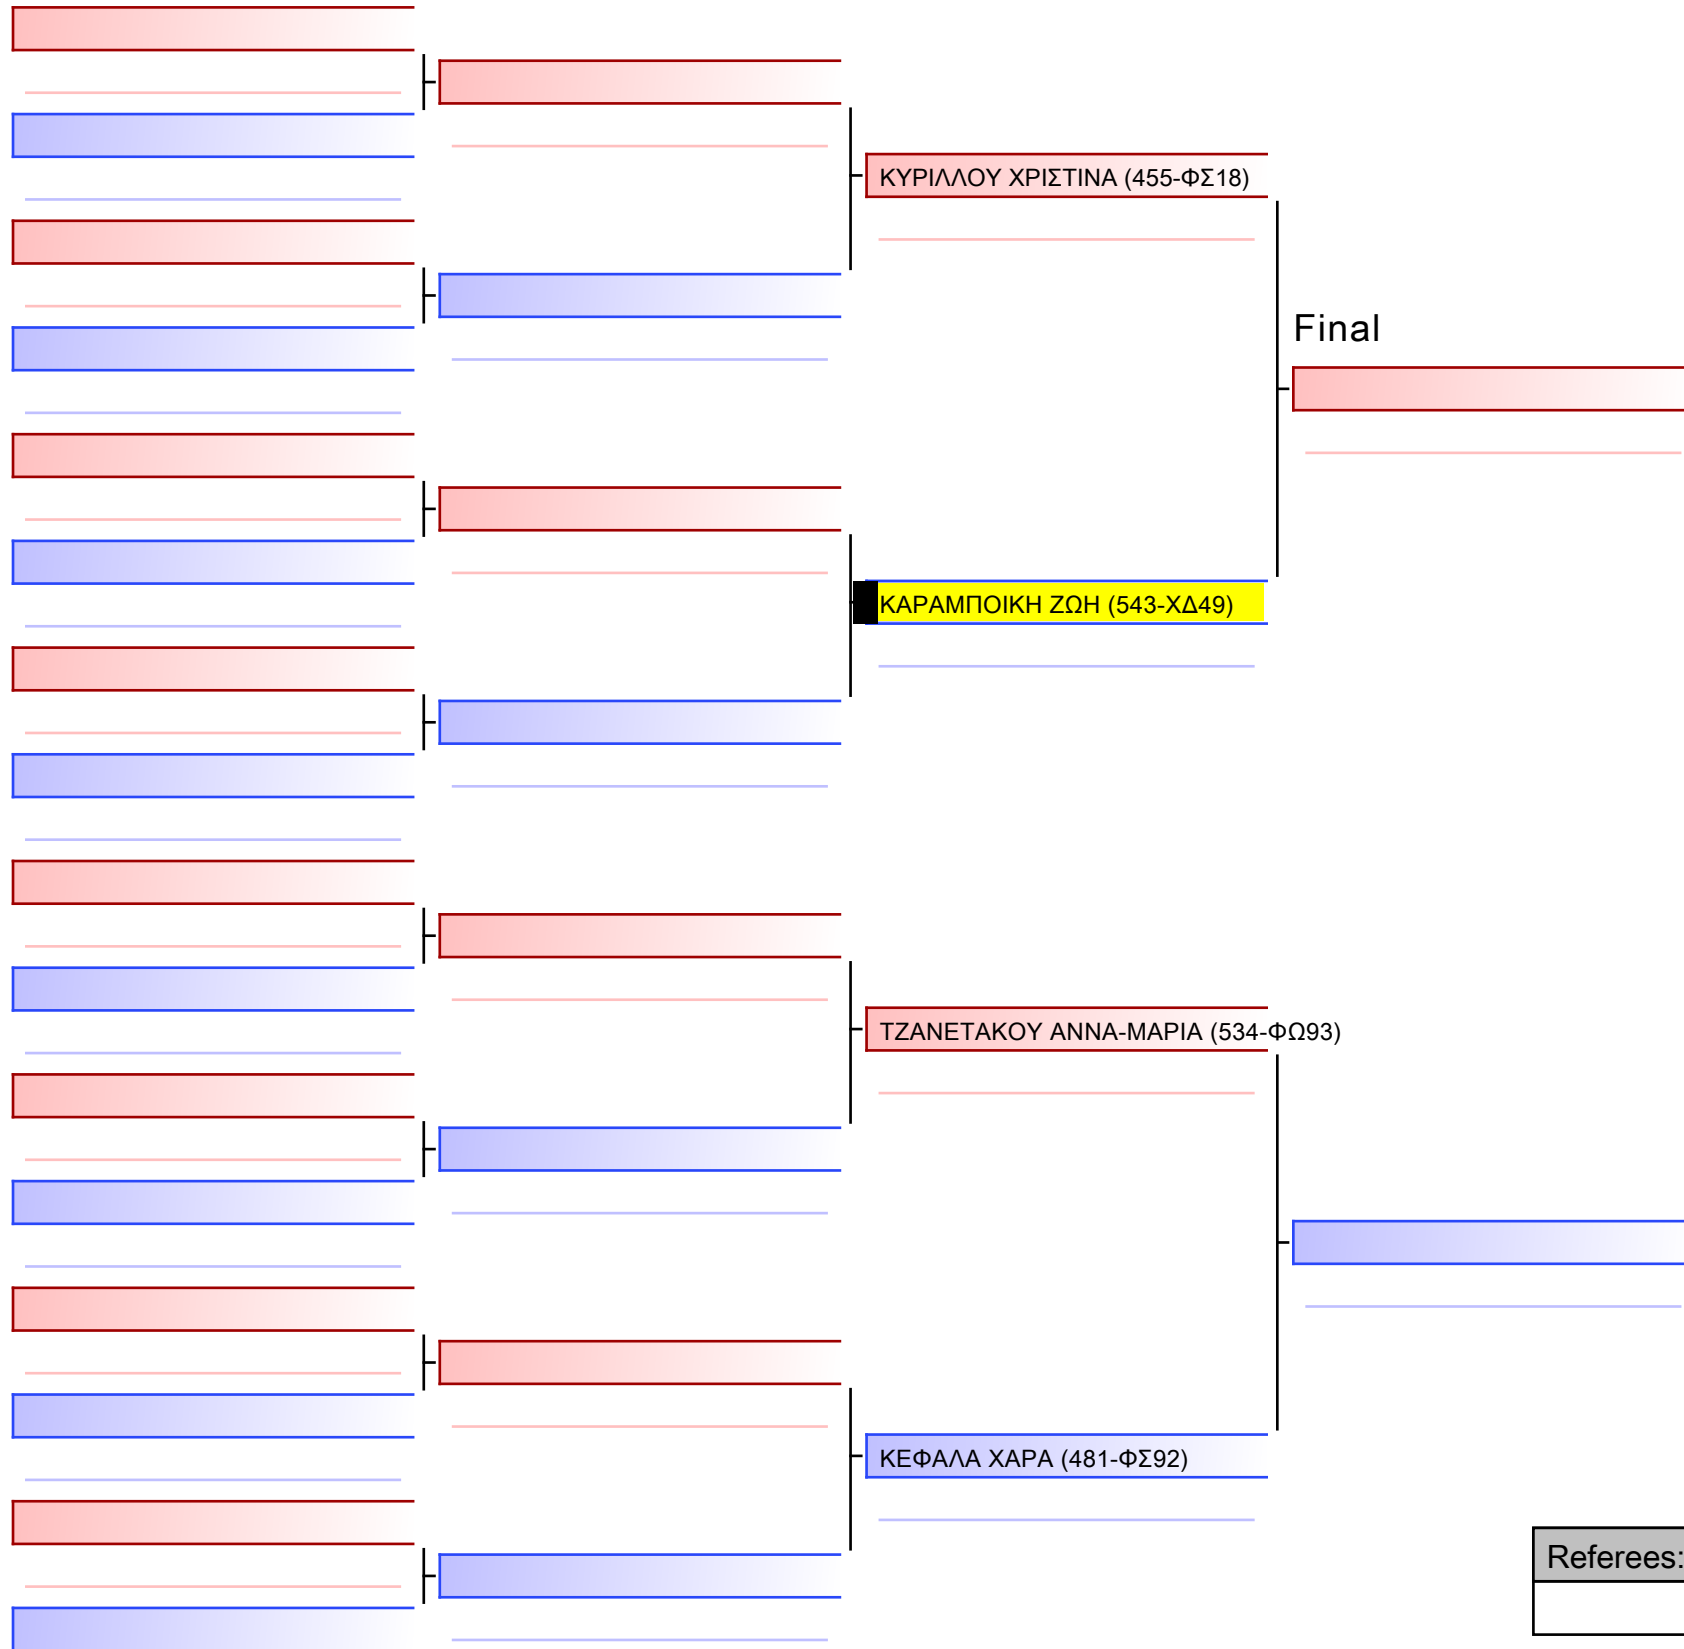 ΚΥΡΙΛΛΟΥ ΧΡΙΣΤΙΝΑ (455-ΦΣ18)
Final
ΚΑΡΑΜΠΟΙΚΗ ΖΩΗ (543-ΧΔ49)
ΤΖΑΝΕΤΑΚΟΥ ΑΝΝΑ-ΜΑΡΙΑ (534-ΦΩ93)
ΚΕΦΑΛΑ ΧΑΡΑ (481-ΦΣ92)
Referees: